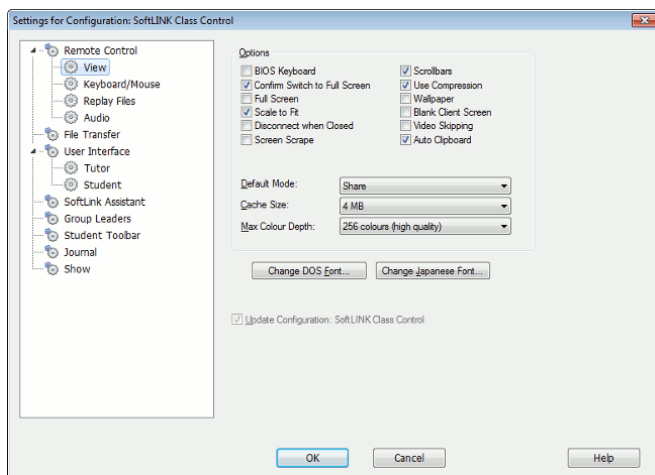 Settings for Configuration: SoftLINK Class Control
Remote Control
View
Keyboard/Mouse
Replay Files
Audio
File Transfer
User Interface
Tutor
Student
SoftLink Assistant
Group Leaders
Student Toolbar
Journal
Show
Options
BIOS Keyboard
Confirm Switch to Full Screen
Full Screen
Scale to Fit
Disconnect when Closed
Screen Scrape
Scrollbars
Use Compression
Wallpaper
Blank Client Screen
Video Skipping
Auto Clipboard
Default Mode: Share
Cache Size: 4 MB
Max Colour Depth: 256 colours (high quality)
Change DOS Font... Change Japanese Font...
Update Configuration: SoftLINK Class Control
OK Cancel Help